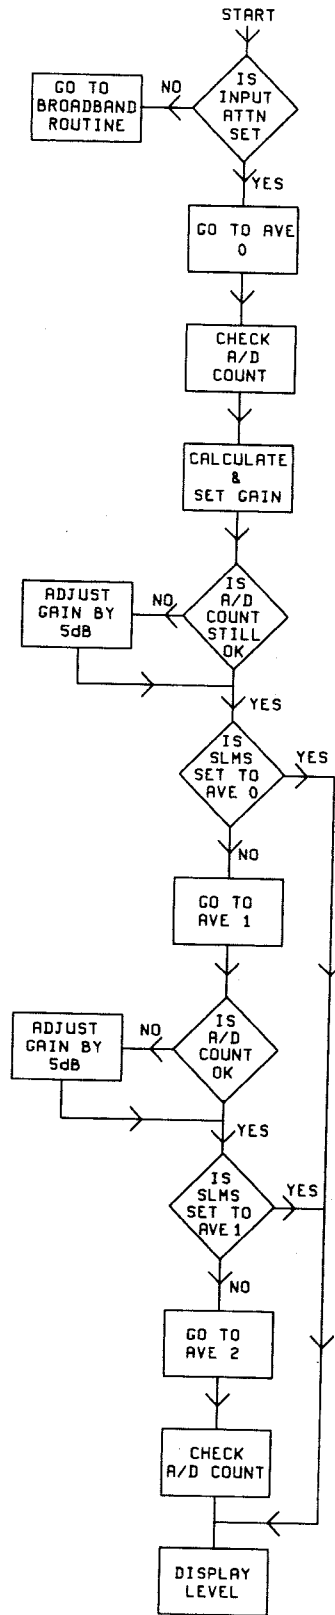 START
IS
INPUT
ATTN
SET
NO
GO TO
BROADBAND
ROUTINE
YES
GO TO AVE
0
CHECK
A/D
COUNT
CALCULATE
&
SET GAIN
IS
A/D
COUNT
STILL
OK
NO
ADJUST
GAIN BY
5dB
YES
IS
SLMS
SET TO
AVE 0
YES
NO
GO TO
AVE 1
IS
A/D
COUNT
OK
NO
ADJUST
GAIN BY
5dB
YES
IS
SLMS
SET TO
AVE 1
YES
NO
GO TO
AVE 2
CHECK
A/D COUNT
DISPLAY
LEVEL